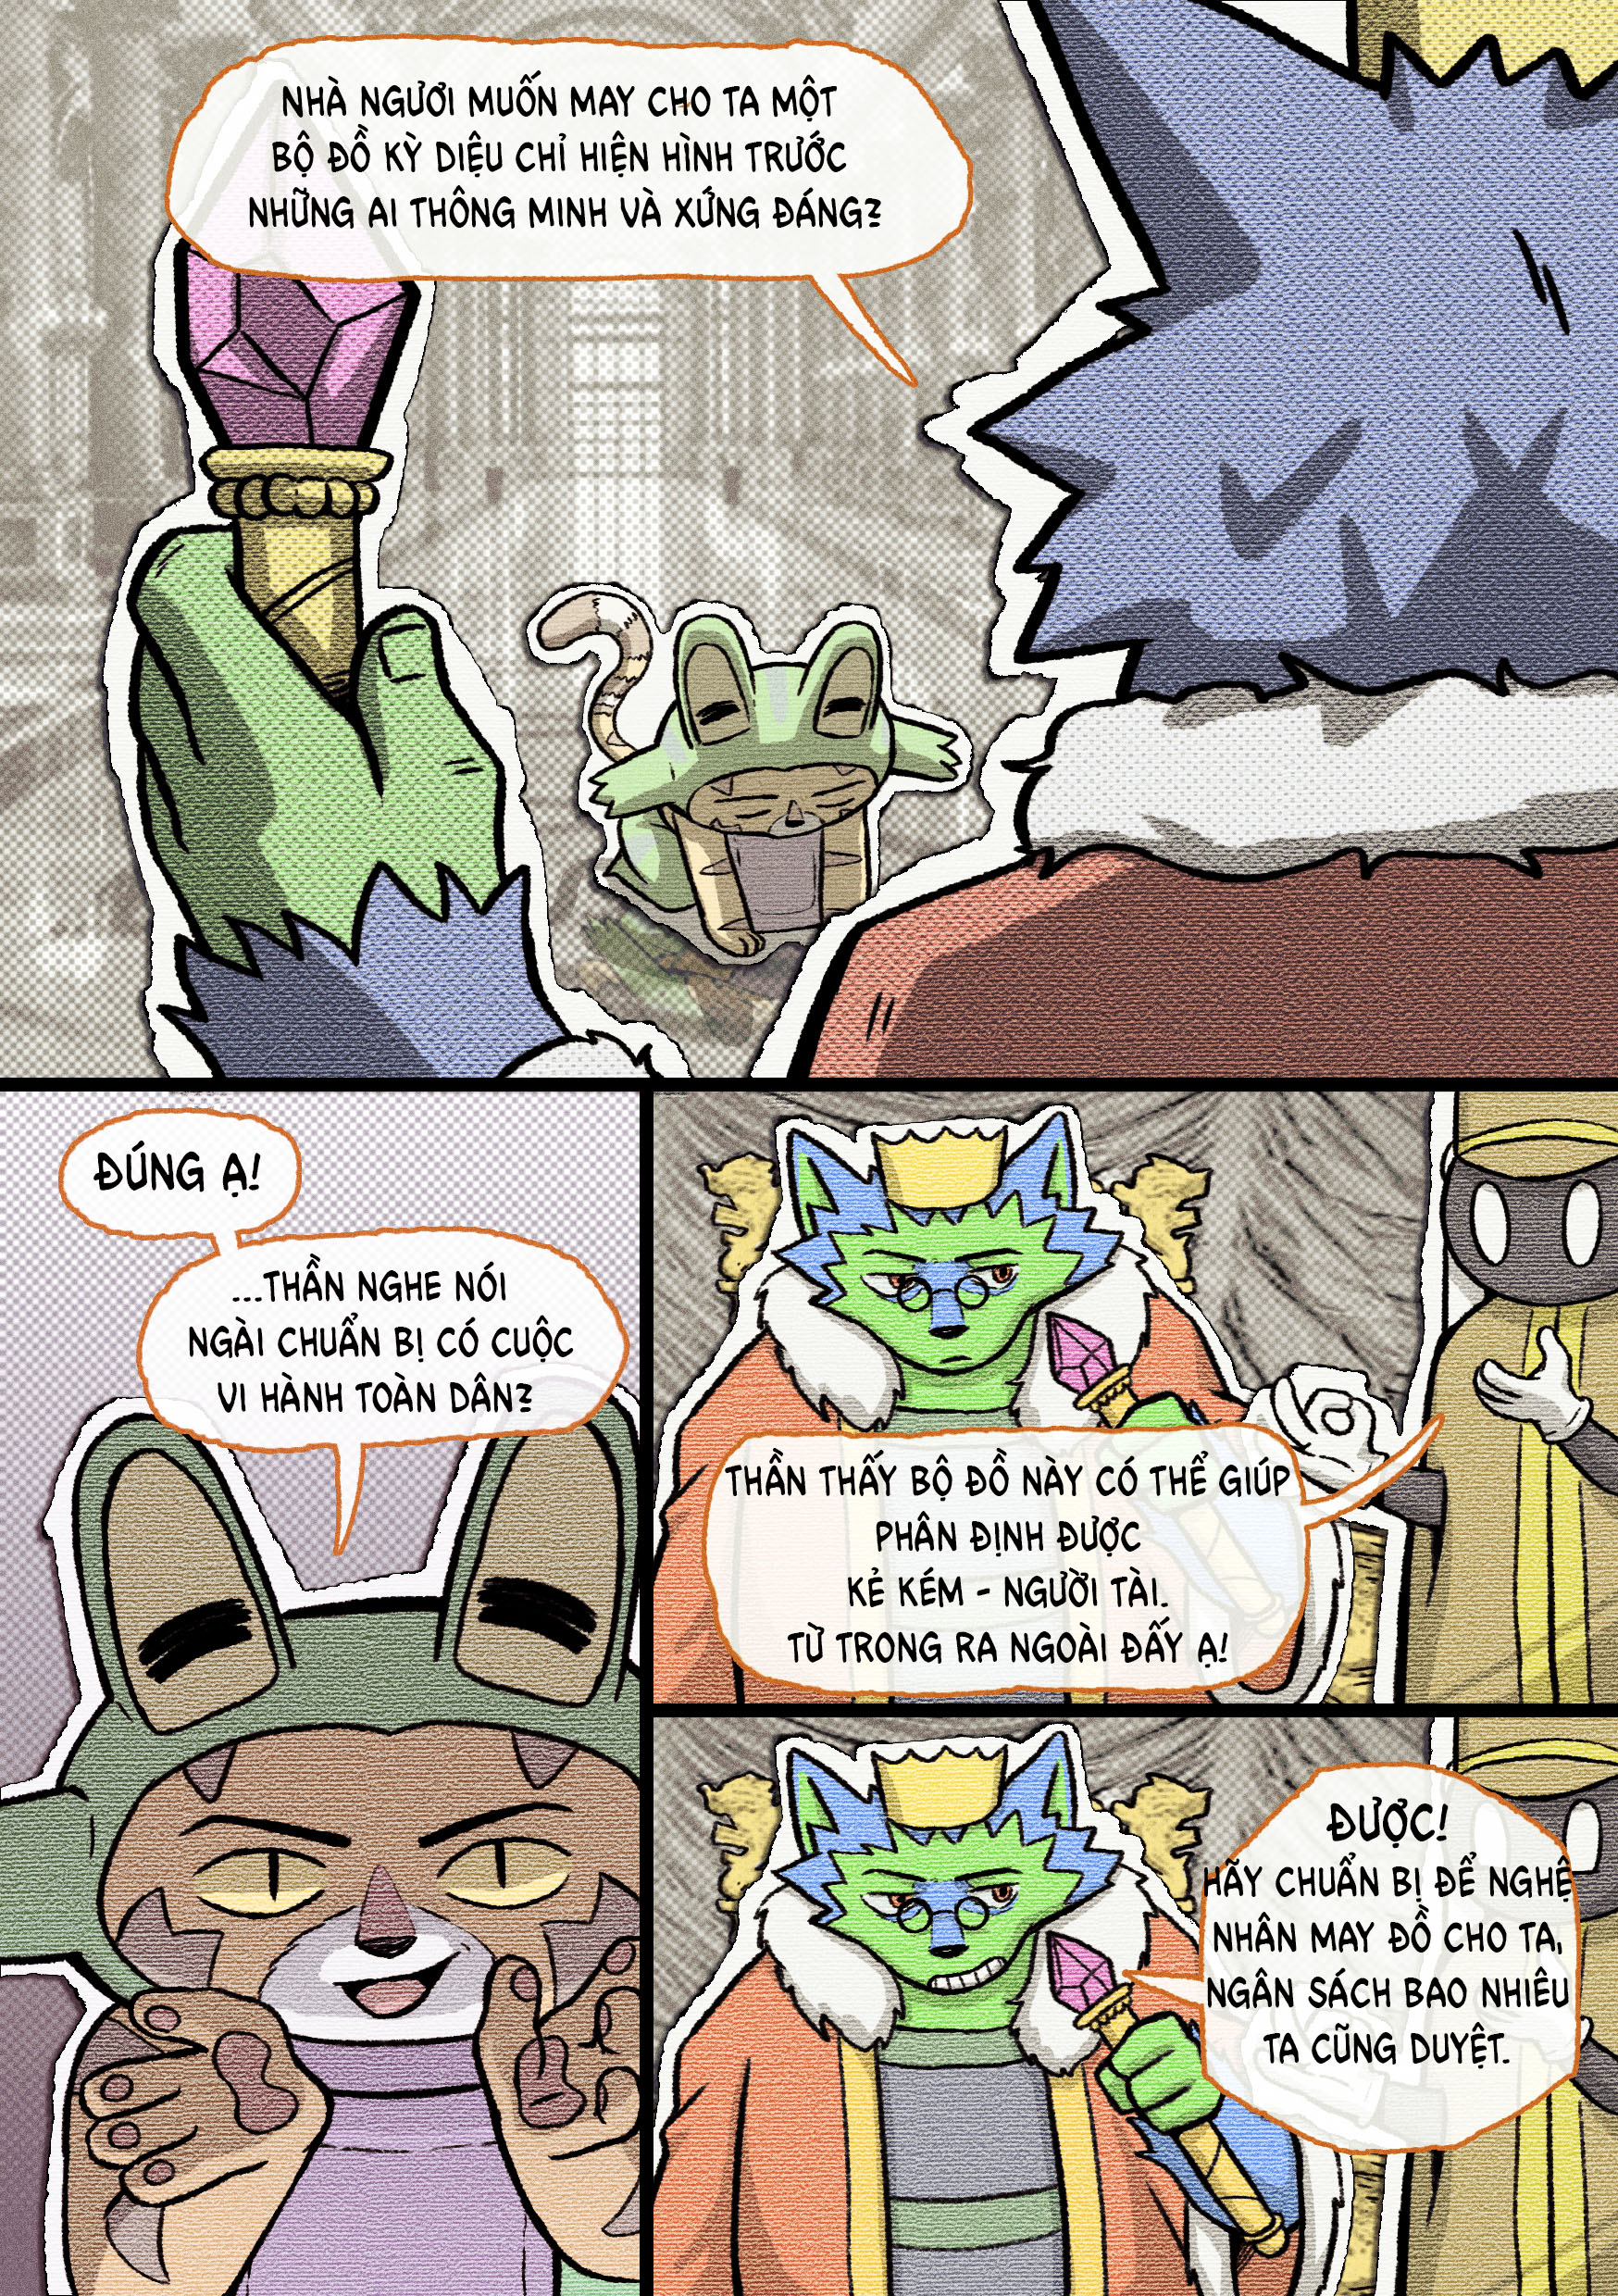 NHÀ NGƯƠI MUỐN MAY CHO TA MỘT
BỘ ĐỒ KỲ DIỆU CHỈ HIỆN HÌNH TRƯỚC
NHỮNG AI THÔNG MINH VÀ XỨNG ĐÁNG?
ĐÚNG Ạ!
...THẦN NGHE NÓI
NGÀI CHUẨN BỊ CÓ CUỘC
VI HÀNH TOÀN DÂN?
THẦN THẤY BỘ ĐỒ NÀY CÓ THỂ GIÚP
PHÂN ĐỊNH ĐƯỢC
KẺ KÉM - NGƯỜI TÀI.
TỪ TRONG RA NGOÀI ĐẤY Ạ!
ĐƯỢC!
HÃY CHUẨN BỊ ĐỂ NGHỆ
NHÂN MAY ĐỒ CHO TA,
NGÂN SÁCH BAO NHIÊU
TA CŨNG DUYỆT.